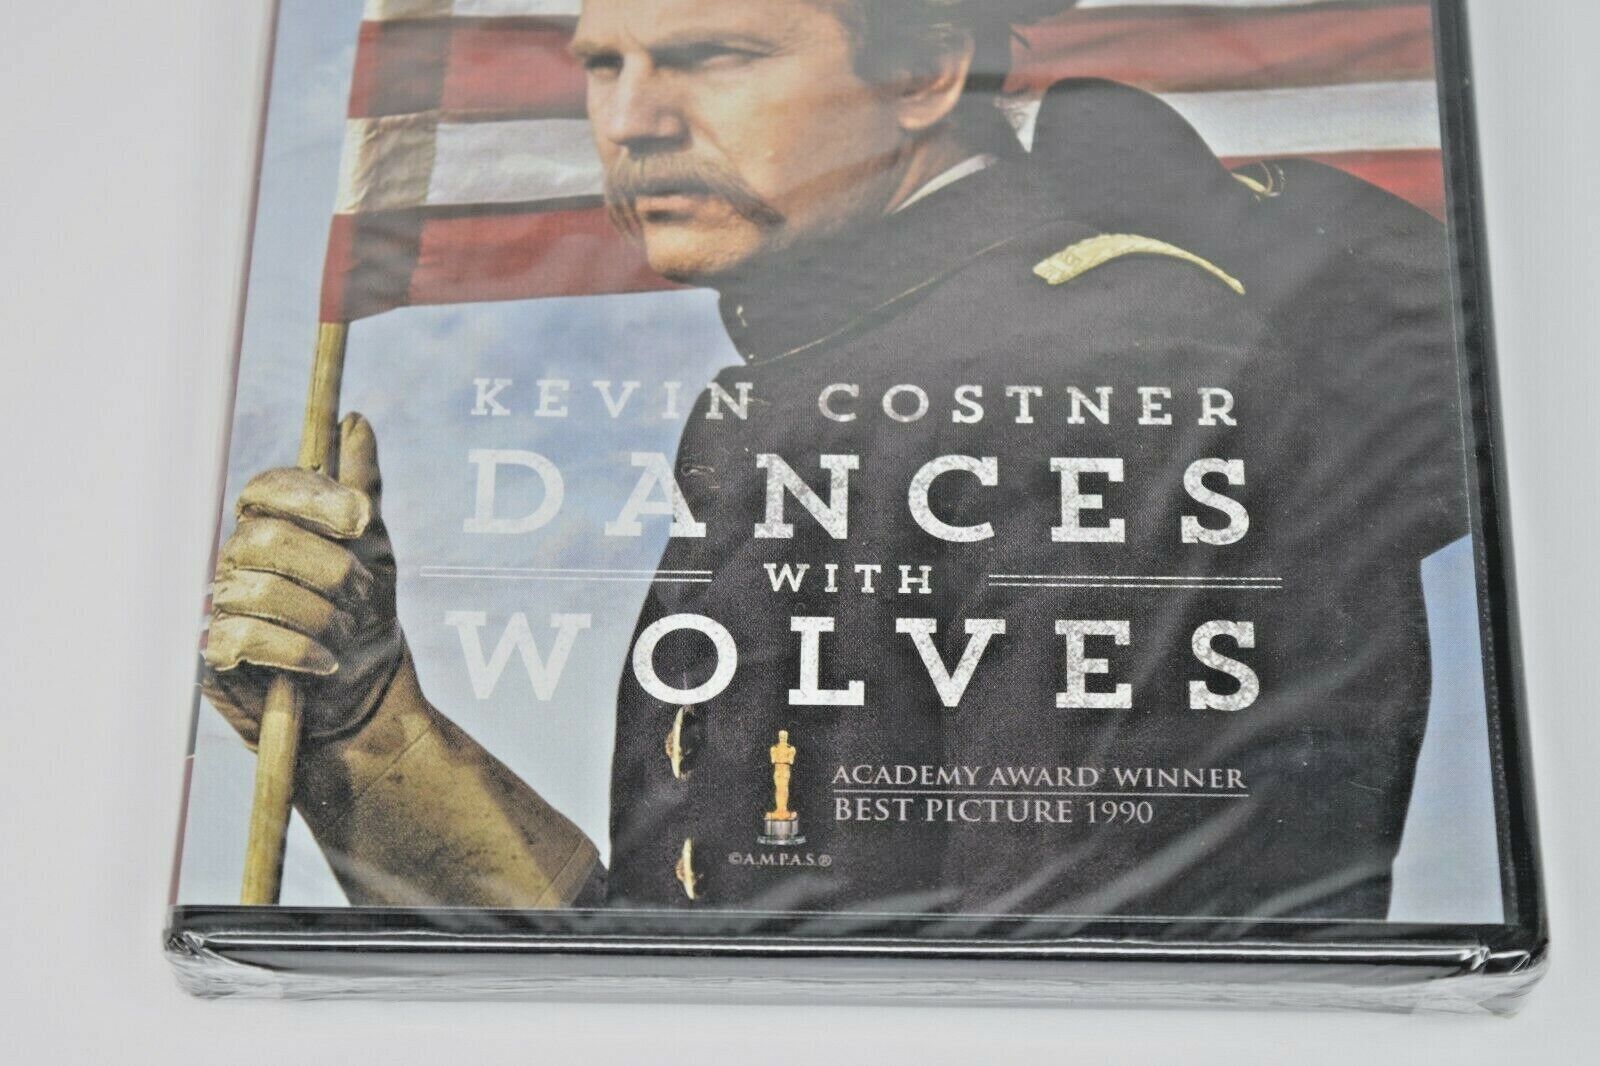 KEVIN COSTNER
DANCES
WITH
WOLVES
ACADEMY AWARD® WINNER
BEST PICTURE 1990
©A.M.P.A.S.®